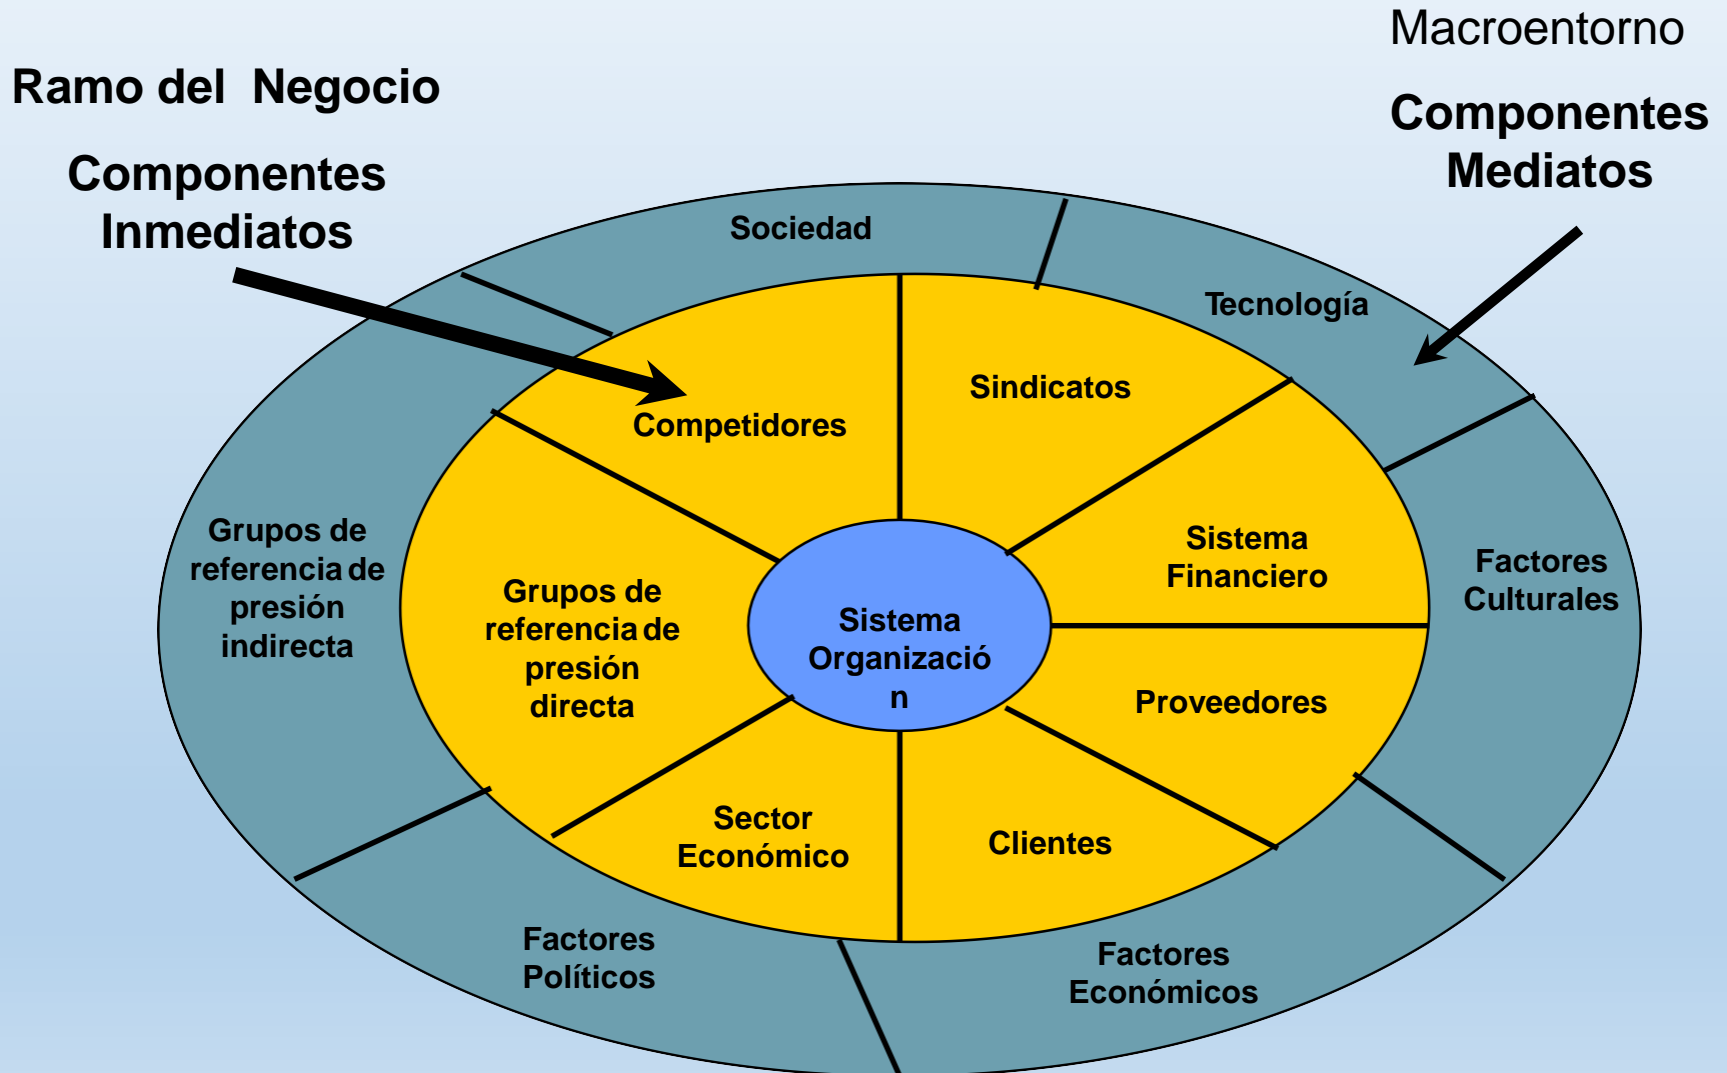 Macroentorno
Ramo del  Negocio
Componentes
Mediatos
Componentes
Inmediatos
Sociedad
Tecnología
Sindicatos
Competidores
Grupos de
referencia de
presión
indirecta
Sistema
Financiero
Factores
Culturales
Grupos de
referencia de
presión
directa
Sistema
Organizació
n
Proveedores
Sector
Económico
Clientes
Factores
Políticos
Factores
Económicos